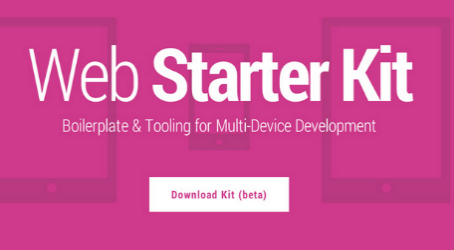 Web Starter Kit
Boilerplate & Tooling for Multi-Device Development
Download Kit (beta)